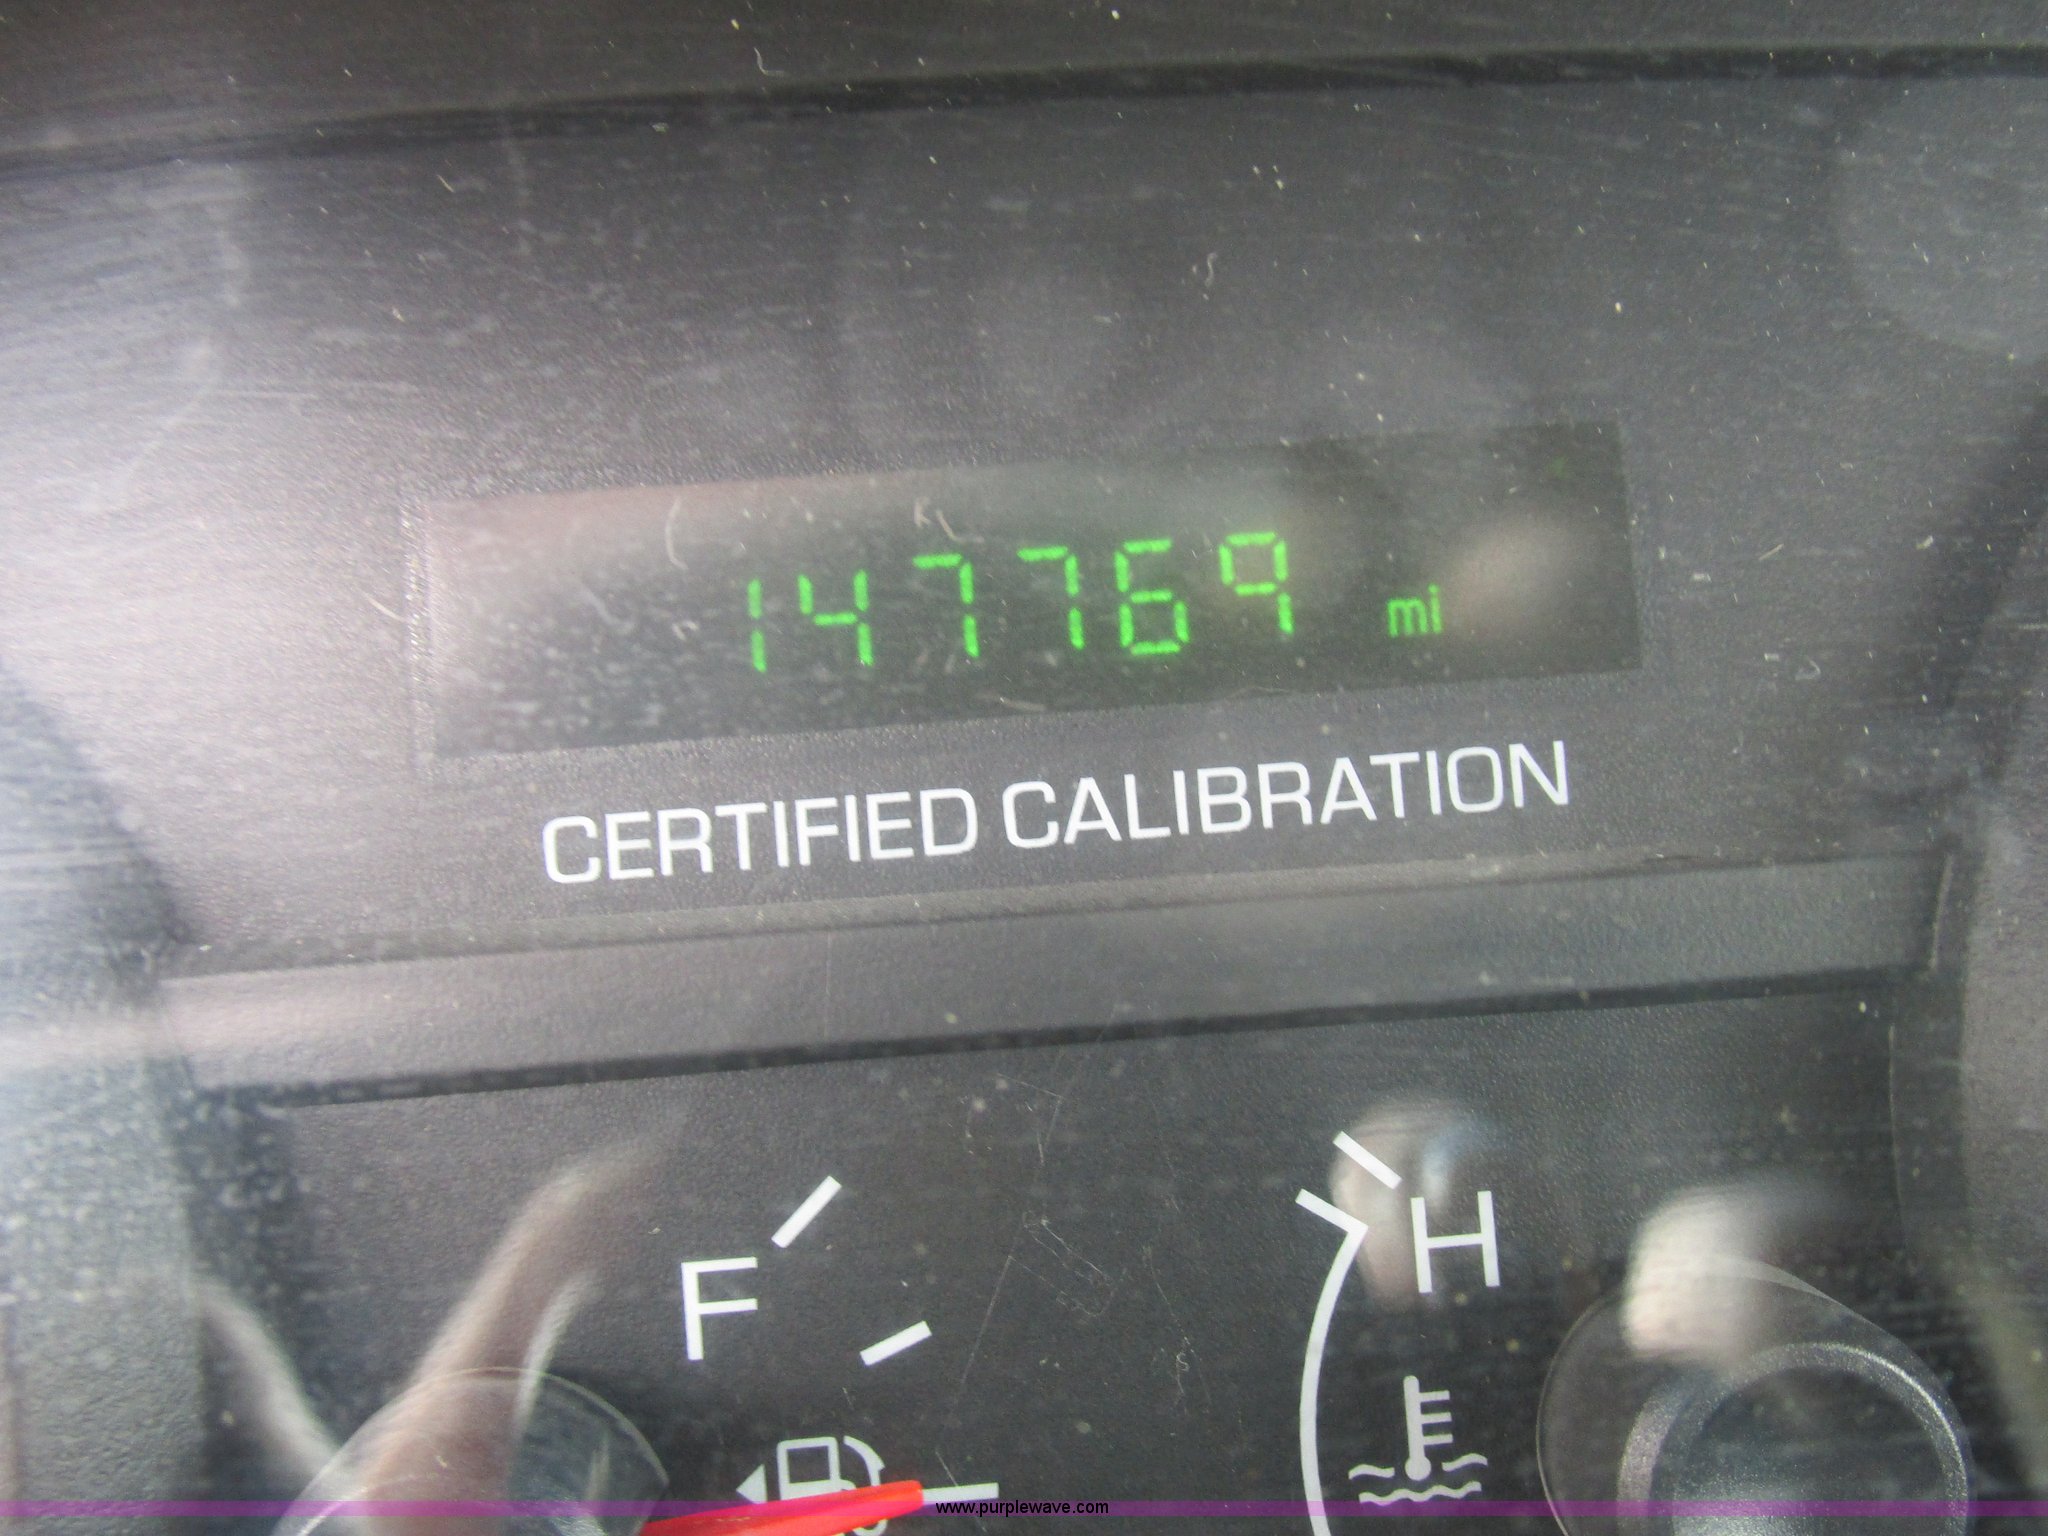 147769 mi
CERTIFIED CALIBRATION
F
H
www.purplewave.com